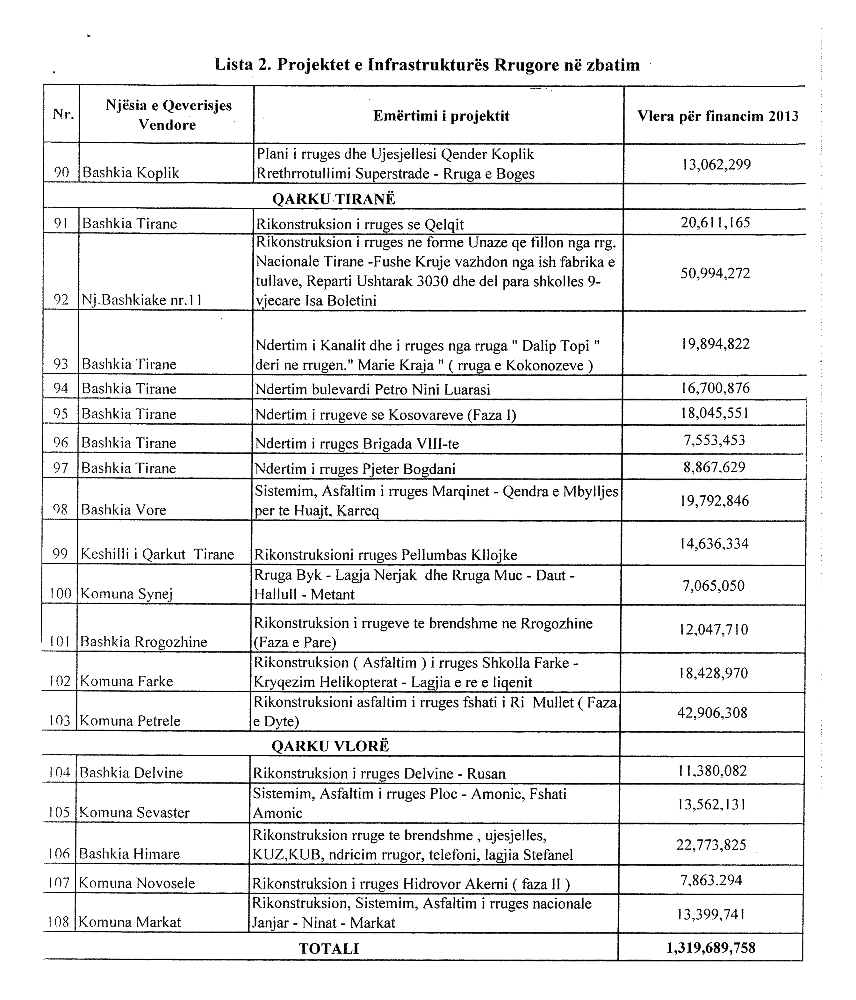 Lista 2. Projektet e Infrastrukturës Rrugore në zbatim
Nr.
Njësia e Qeverisjes
Vendore
Emërtimi i projektit
Vlera për financim 2013
Plani i rruges dhe Ujesjellesi Qender Koplik
90 Bashkia Koplik Rrethrrotullimi Superstrade - Rruga e Boges 13,062,299
QARKU TIRANË
91 Bashkia Tirane Rikonstruksion i rruges se Qelqit 20,611,165
Rikonstruksion i rruges ne forme Unaze qe fillon nga rrg.
Nacionale Tirane -Fushe Kruje vazhdon nga ish fabrika e
tullave, Reparti Ushtarak 3030 dhe del para shkolles 9- 50,994,272
92 Nj.Bashkiake nr.11 vjecare Isa Boletini
Ndertim i Kanalit dhe i rruges nga rruga " Dalip Topi " 19,894,822
93 Bashkia Tirane deri ne rrugen." Marie Kraja " ( rruga e Kokonozeve )
94 Bashkia Tirane Ndertim bulevardi Petro Nini Luarasi 16,700,876
95 Bashkia Tirane Ndertim i rrugeve se Kosovareve (Faza I) 18,045,551
96 Bashkia Tirane Ndertim i rruges Brigada VIII-te 7,553,453
97 Bashkia Tirane Ndertim i rruges Pjeter Bogdani 8,867,629
Sistemim, Asfaltim i rruges Marqinet - Qendra e Mbylljes
98 Bashkia Vore per te Huajt, Karreq 19,792,846
99 Keshilli i Qarkut Tirane Rikonstruksioni rruges Pellumbas Kllojke 14,636,334
Rruga Byk - Lagja Nerjak dhe Rruga Muc - Daut -
100 Komuna Synej Hallull - Metant 7,065,050
Rikonstruksion i rrugeve te brendshme ne Rrogozhine
101 Bashkia Rrogozhine (Faza e Pare) 12,047,710
Rikonstruksion ( Asfaltim ) i rruges Shkolla Farke -
102 Komuna Farke Kryqezim Helikopterat - Lagjia e re e liqenit 18,428,970
Rikonstruksioni asfaltim i rruges fshati i Ri Mullet ( Faza
103 Komuna Petrele e Dyte) 42,906,308
QARKU VLORË
104 Bashkia Delvine Rikonstruksion i rruges Delvine - Rusan 11,380,082
Sistemim, Asfaltim i rruges Ploc - Amonic, Fshati
105 Komuna Sevaster Amonic 13,562,131
Rikonstruksion rruge te brendshme , ujesjelles,
106 Bashkia Himare KUZ,KUB, ndricim rrugor, telefoni, lagjia Stefanel 22,773,825
107 Komuna Novosele Rikonstruksion i rruges Hidrovor Akerni ( faza II ) 7,863,294
Rikonstruksion, Sistemim, Asfaltim i rruges nacionale
108 Komuna Markat Janjar - Ninat - Markat 13,399,741
TOTALI 1,319,689,758